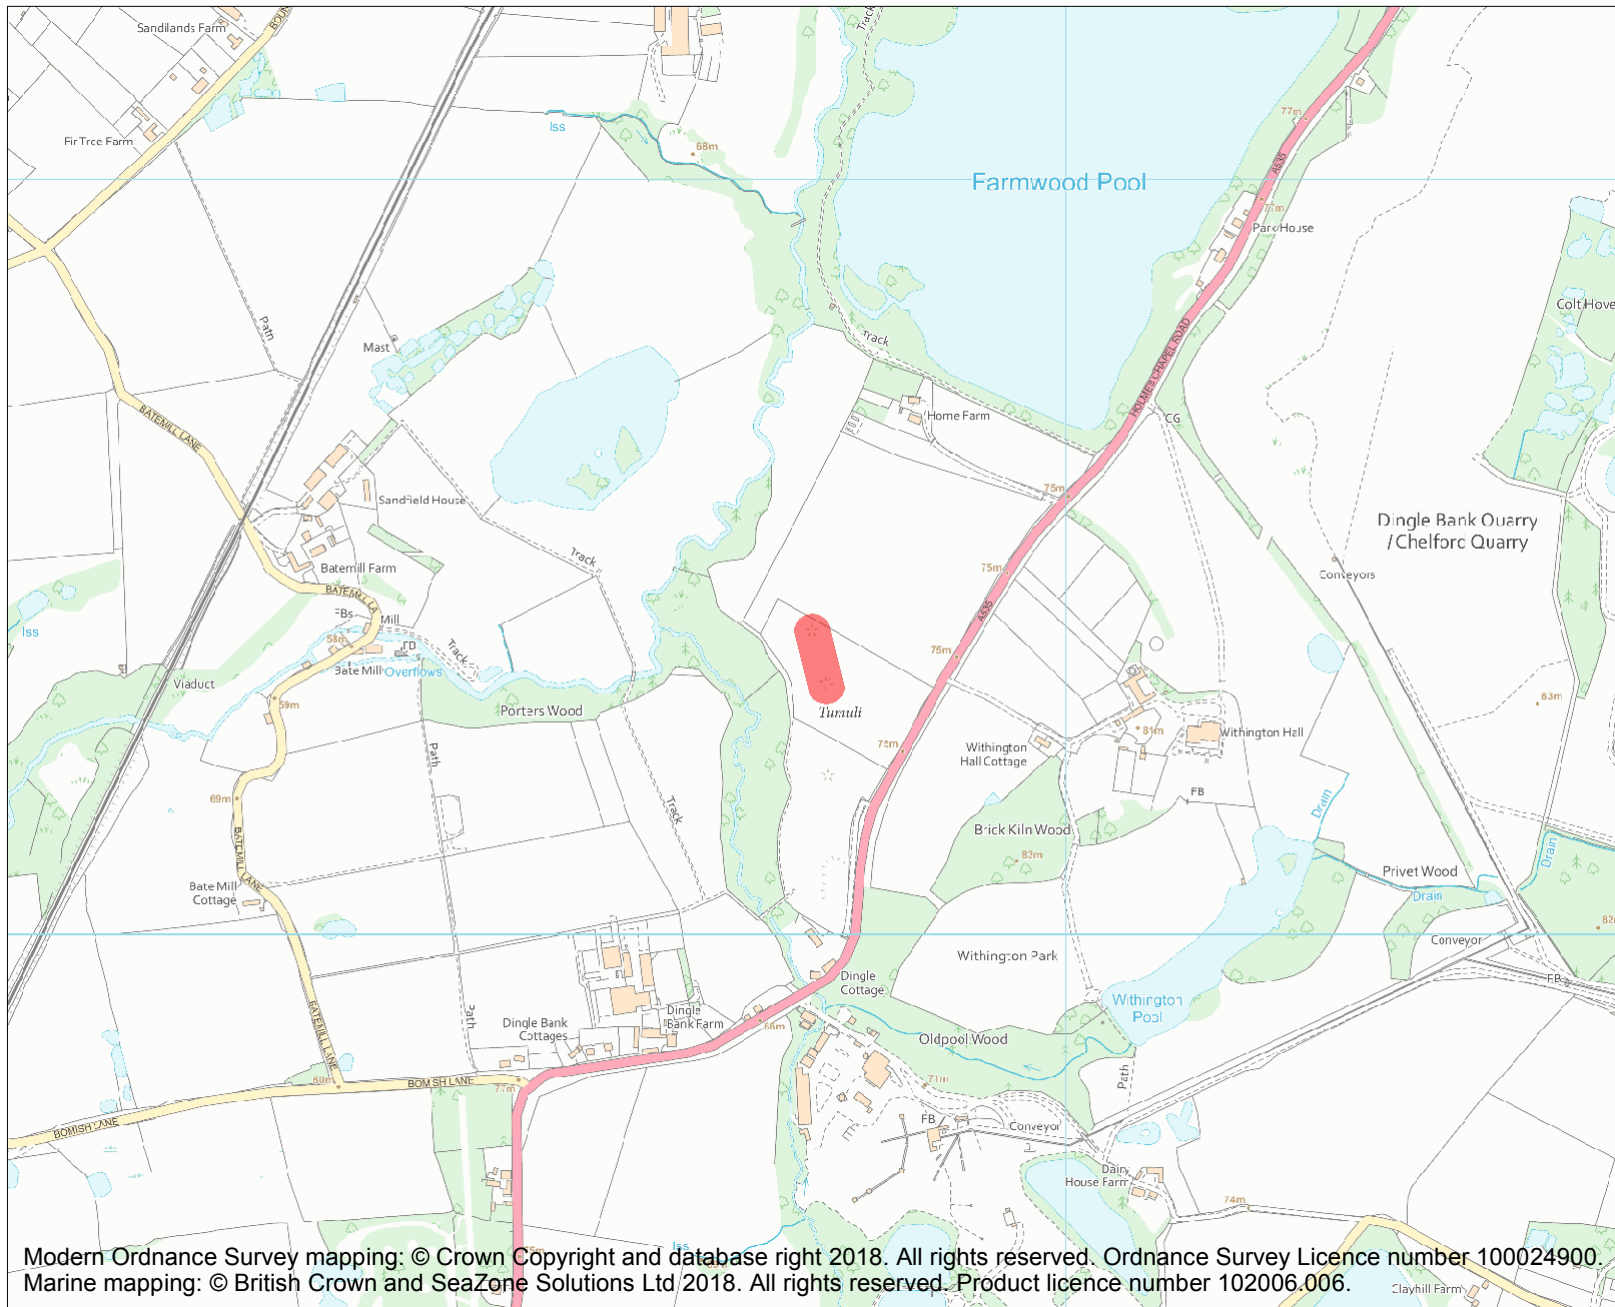 Sandilands Farm
Track
Fir Tree Farm
Iss
68m
77m
A535
Farmwood Pool
77m
Park House
Colt Hove
Path
Mast
Track
HOLMES CHAPEL ROAD
BATEMILL LANE
Home Farm
CG
Sandfield House
75m
Dingle Bank Quarry
/Chelford Quarry
Track
Batemill Farm
75m
Conveyors
BATEMILL LA
FBs
Mill
A535
Iss
58m
Track
75m
Bate Mill
Overflows
Viaduct
59m
Porters Wood
Tumuli
83m
81m
Withington Hall
Path
75m
Withington
Hall Cottage
69m
Track
FB
Drain
Brick Kiln Wood
83m
BATEMILL LANE
Drain
Privet Wood
Bate Mill
Cottage
Drain
Conveyor
Withington Park
Dingle
Cottage
FB
BATEMILL LANE
Path
Withington
Pool
Dingle
Bank Farm
Dingle Bank
Cottages
66m
Oldpool Wood
Path
BOMISH LANE
77m
71m
80m
FB
Conveyor
BOMISH LANE
Dairy
House Farm
74m
Iss
Modern Ordnance Survey mapping: © Crown Copyright and database right 2018. All rights reserved. Ordnance Survey Licence number 100024900.
Marine mapping: © British Crown and SeaZone Solutions Ltd 2018. All rights reserved. Product licence number 102006.006.
Clayhill Farm